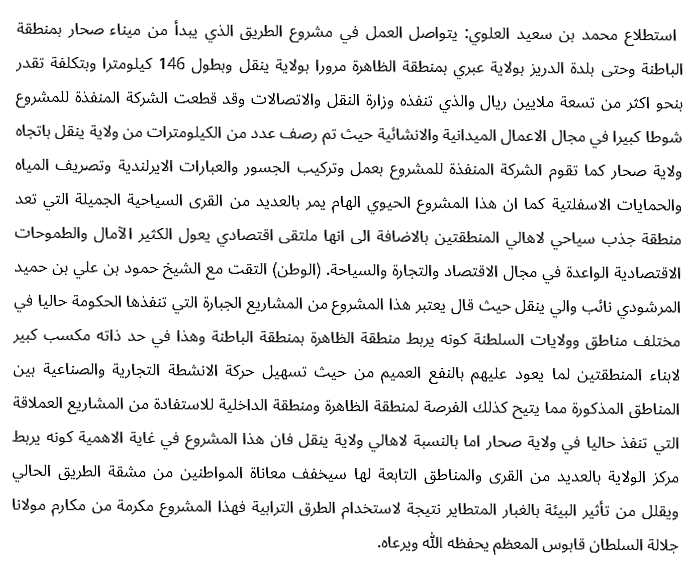 استطلاع محمد بن سعيد العلوي: يتواصل العمل في مشروع الطريق الذي يبدأ من ميناء صحار بمنطقة
الباطنة وحتى بلدة الدريز بولاية عبري بمنطقة الظاهرة مرورا بولاية ينقل وبطول 146 كيلومترا وبتكلفة تقدر
بنحو اكثر من تسعة ملايين ريال والذي تنفذه وزارة النقل والاتصالات وقد قطعت الشركة المنفذة للمشروع
شوطا كبيرا في مجال الاعمال الميدانية والانشائية حيث تم رصف عدد من الكيلومترات من ولاية ينقل باتجاه
ولاية صحار كما تقوم الشركة المنفذة للمشروع بعمل وتركيب الجسور والعبارات الايرلندية وتصريف المياه
والحمايات الاسفلتية كما ان هذا المشروع الحيوي الهام يمر بالعديد من القرى السياحية الجميلة التي تعد
منطقة جذب سياحي لاهالي المنطقتين بالاضافة الى انها ملتقى اقتصادي يعول الكثير الآمال والطموحات
الاقتصادية الواعدة في مجال الاقتصاد والتجارة والسياحة. (الوطن) التقت مع الشيخ حمود بن علي بن حميد
المرشودي نائب والي ينقل حيث قال يعتبر هذا المشروع من المشاريع الجبارة التي تنفذها الحكومة حاليا في
مختلف مناطق وولايات السلطنة كونه يربط منطقة الظاهرة بمنطقة الباطنة وهذا في حد ذاته مكسب كبير
لابناء المنطقتين لما يعود عليهم بالنفع العميم من حيث تسهيل حركة الانشطة التجارية والصناعية بين
المناطق المذكورة مما يتيح كذلك الفرصة لمنطقة الظاهرة ومنطقة الداخلية للاستفادة من المشاريع العملاقة
التي تنفذ حاليا في ولاية صحار اما بالنسبة لاهالي ولاية ينقل فان هذا المشروع في غاية الاهمية كونه يربط
مركز الولاية بالعديد من القرى والمناطق التابعة لها سيخفف معاناة المواطنين من مشقة الطريق الحالي
ويقلل من تأثير البيئة بالغبار المتطاير نتيجة لاستخدام الطرق الترابية فهذا المشروع مكرمة من مكارم مولانا
جلالة السلطان قابوس المعظم يحفظه الله ويرعاه.